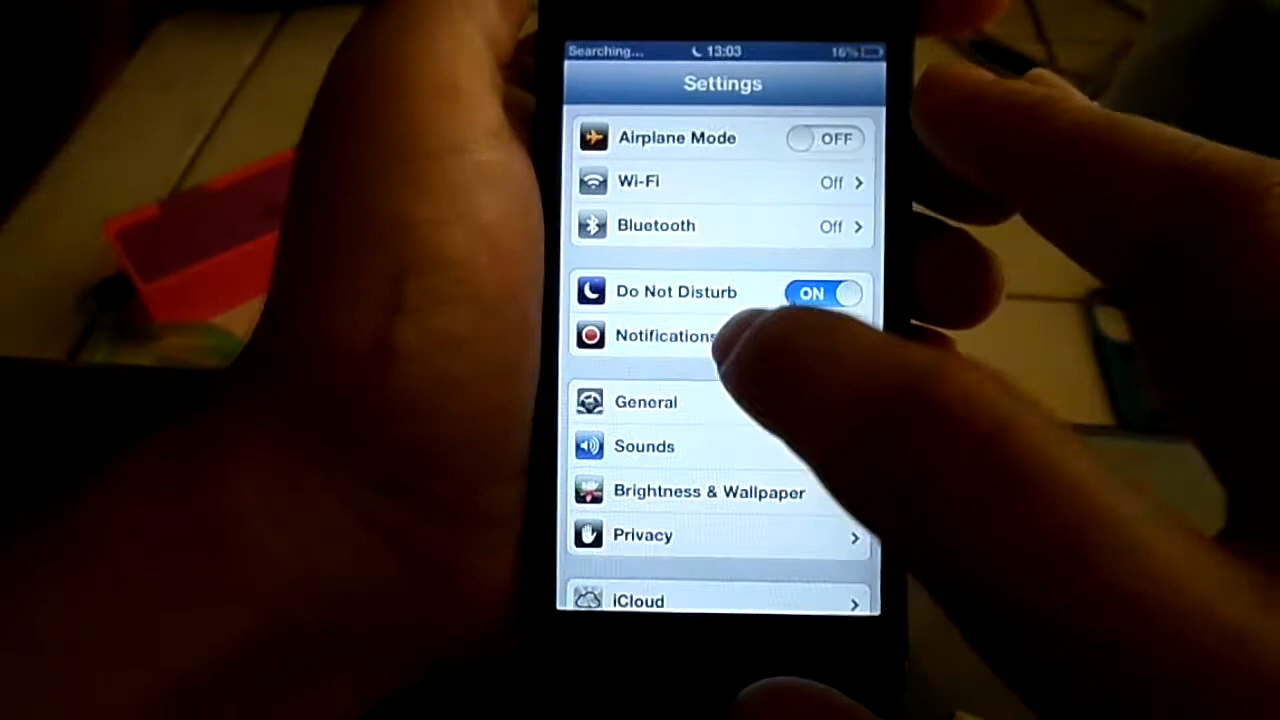 Searching... 13:03 16%
Settings
Airplane Mode OFF
Wi-Fi Off
Bluetooth Off
Do Not Disturb ON
Notifications
General
Sounds
Brightness & Wallpaper
Privacy
iCloud